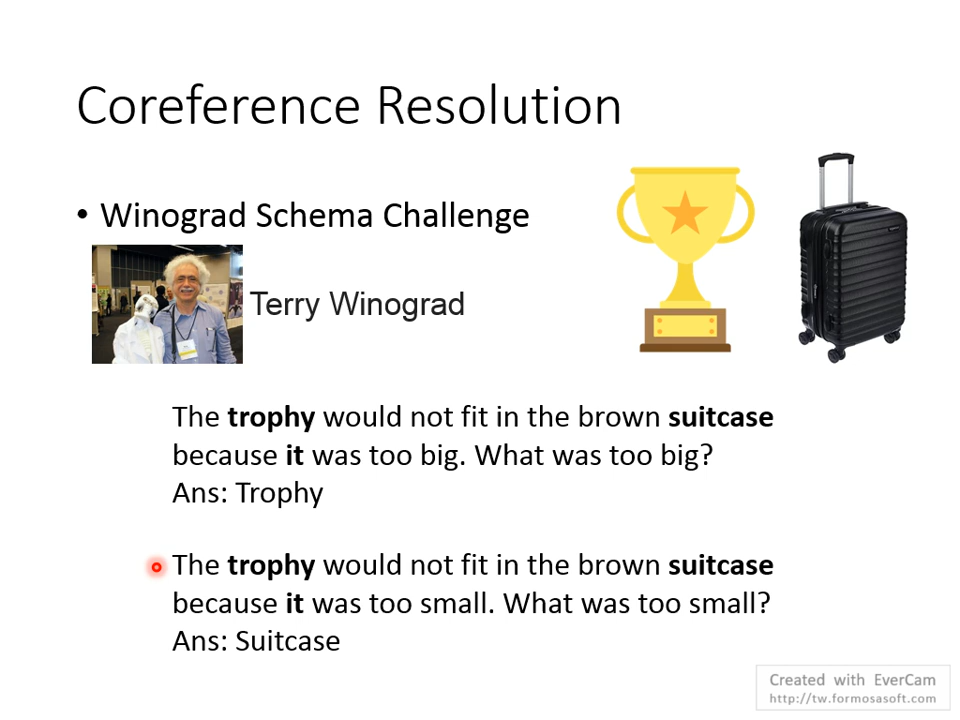 Coreference Resolution
• Winograd Schema Challenge
Terry Winograd
The trophy would not fit in the brown suitcase
because it was too big. What was too big?
Ans: Trophy
The trophy would not fit in the brown suitcase
because it was too small. What was too small?
Ans: Suitcase
Created with EverCam
http://tw.formosasoft.com